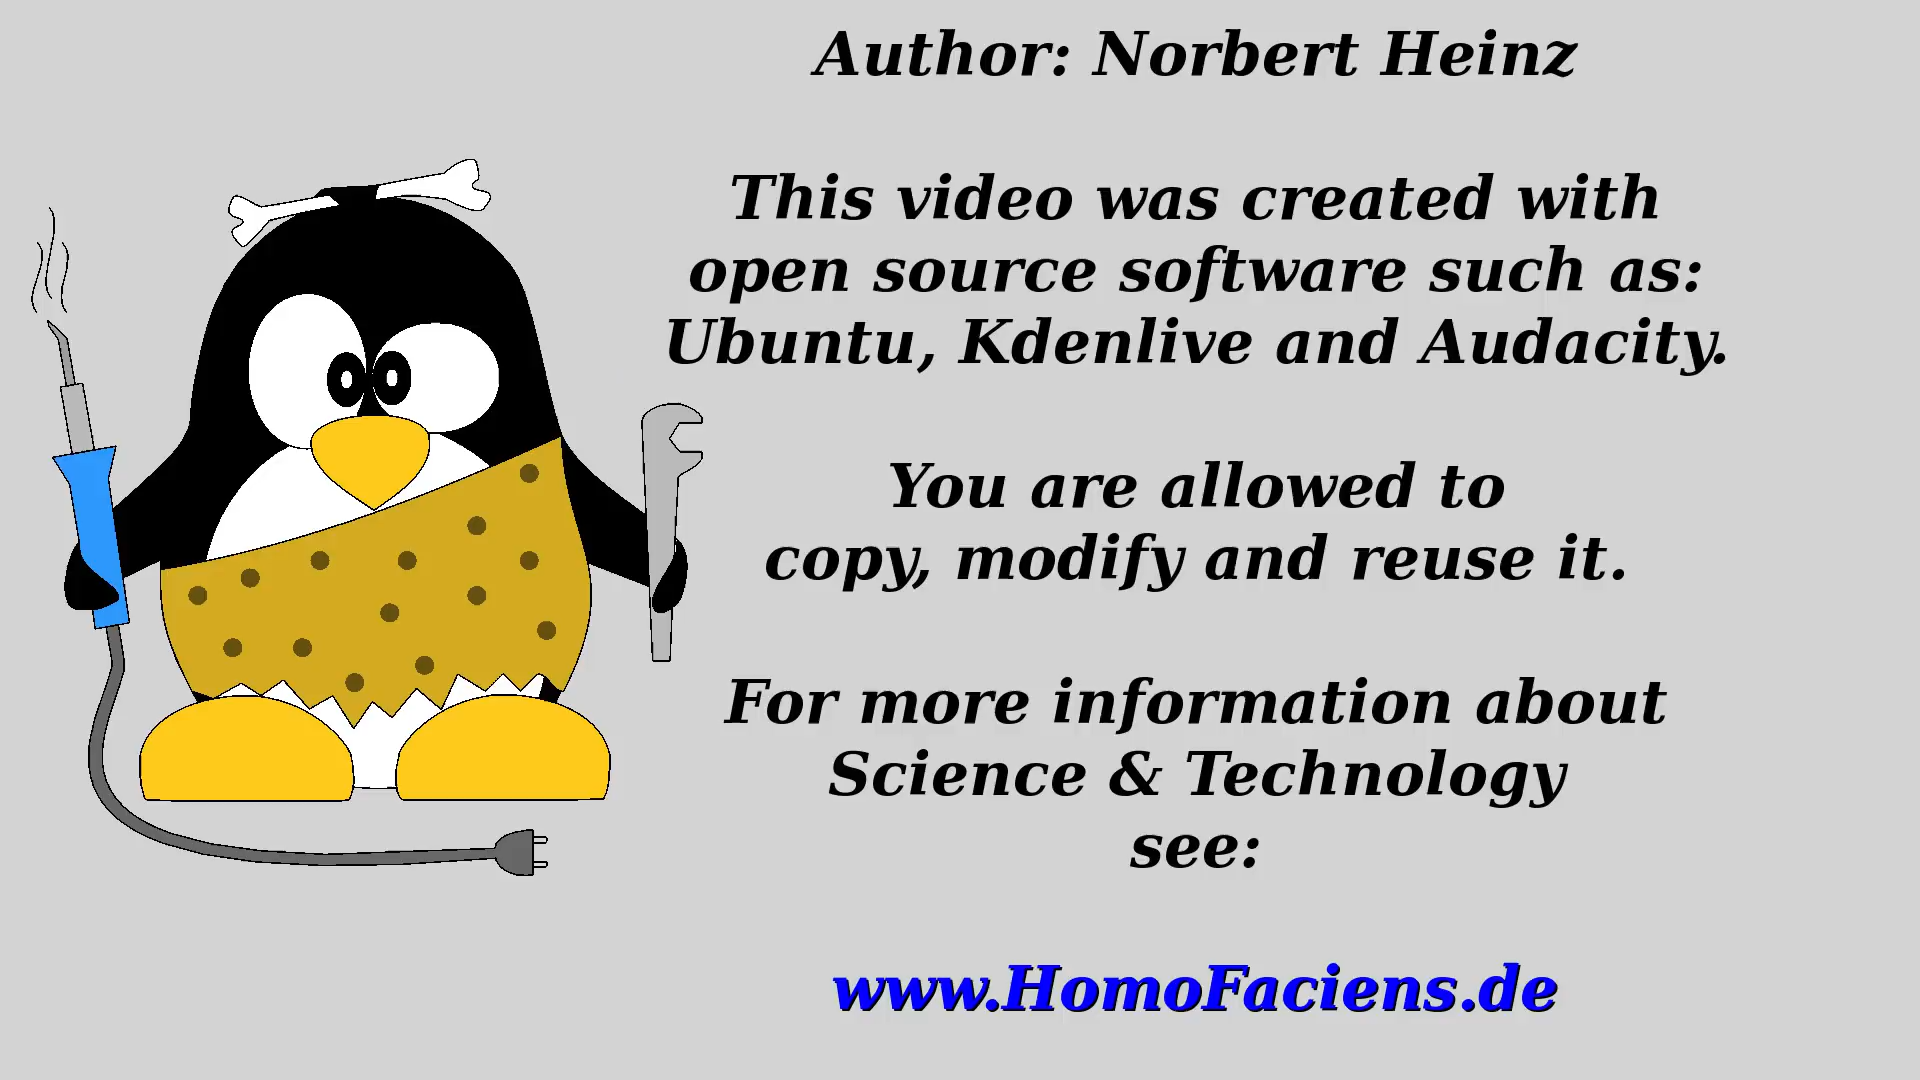 Author: Norbert Heinz
This video was created with
open source software such as:
Ubuntu, Kdenlive and Audacity.
You are allowed to
copy, modify and reuse it.
For more information about
Science & Technology
see:
www.HomoFaciens.de